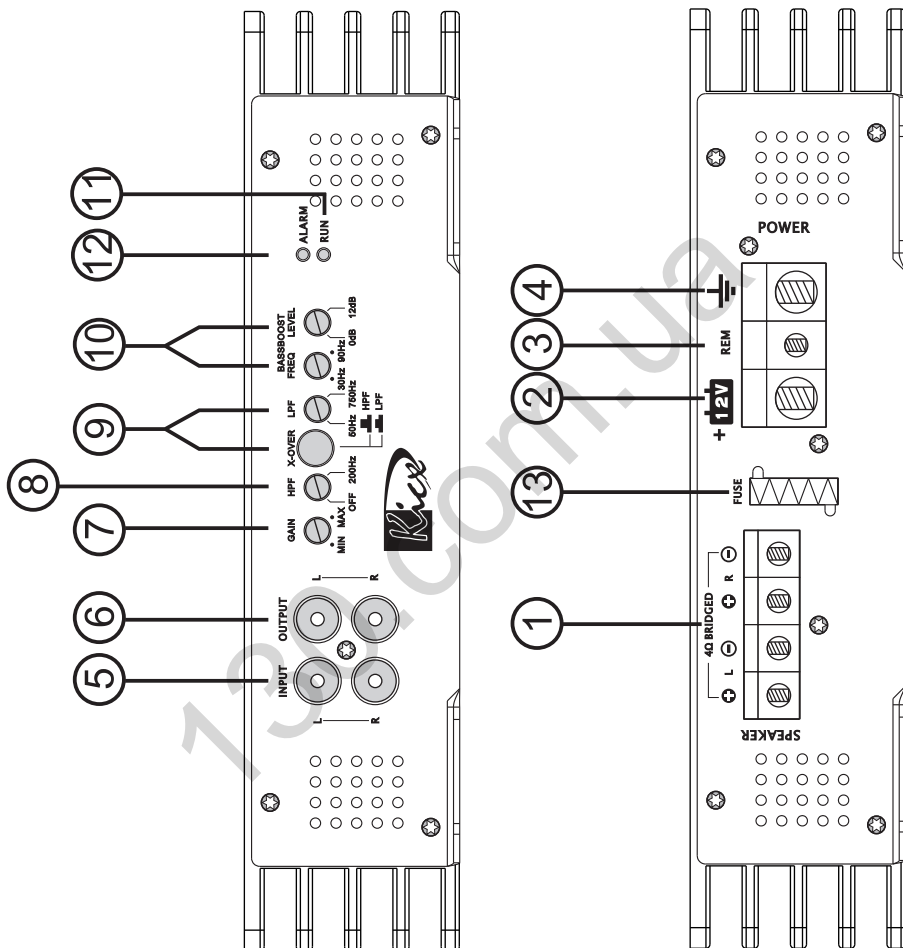 11
12
10
9
8
7
6
5
ALARM
RUN
BASSBOOST
FREQ LEVEL
30Hz 90Hz
0dB 12dB
X-OVER LPF
50Hz 750Hz
HPF
LPF
HPF
OFF 200Hz
GAIN
MIN MAX
Kicx
INPUT OUTPUT
L L
R R
4
3
2
13
1
POWER
REM
+ 12V
FUSE
4Ω BRIDGED
+ L − + R −
SPEAKER
130.com.ua